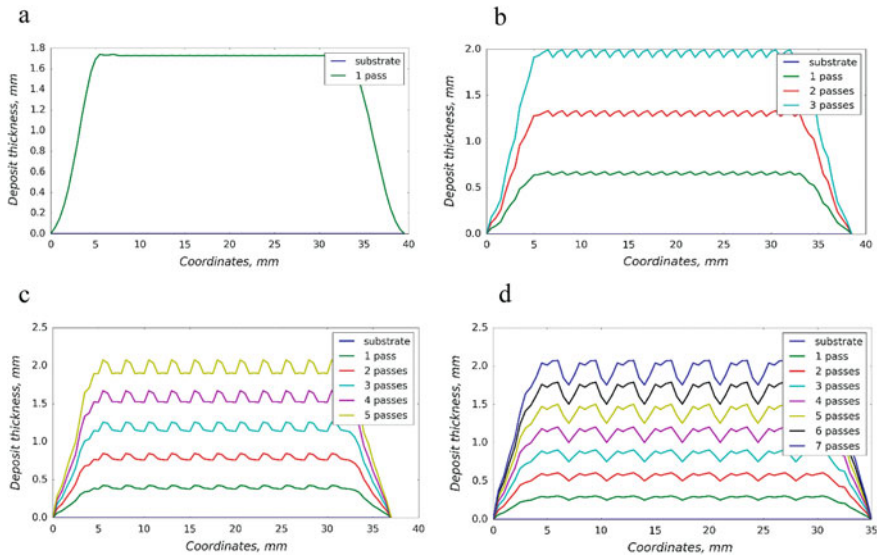 a
1.8
1.6
1.4
1.2
1.0
0.8
0.6
0.4
0.2
0.0
Deposit thickness, mm
0 5 10 15 20 25 30 35 40
Coordinates, mm
substrate
1 pass
b
2.0
1.5
1.0
0.5
0.0
Deposit thickness, mm
0 5 10 15 20 25 30 35 40
Coordinates, mm
substrate
1 pass
2 passes
3 passes
c
2.5
2.0
1.5
1.0
0.5
0.0
Deposit thickness, mm
0 5 10 15 20 25 30 35 40
Coordinates, mm
substrate
1 pass
2 passes
3 passes
4 passes
5 passes
d
2.5
2.0
1.5
1.0
0.5
0.0
Deposit thickness, mm
0 5 10 15 20 25 30 35
Coordinates, mm
substrate
1 pass
2 passes
3 passes
4 passes
5 passes
6 passes
7 passes